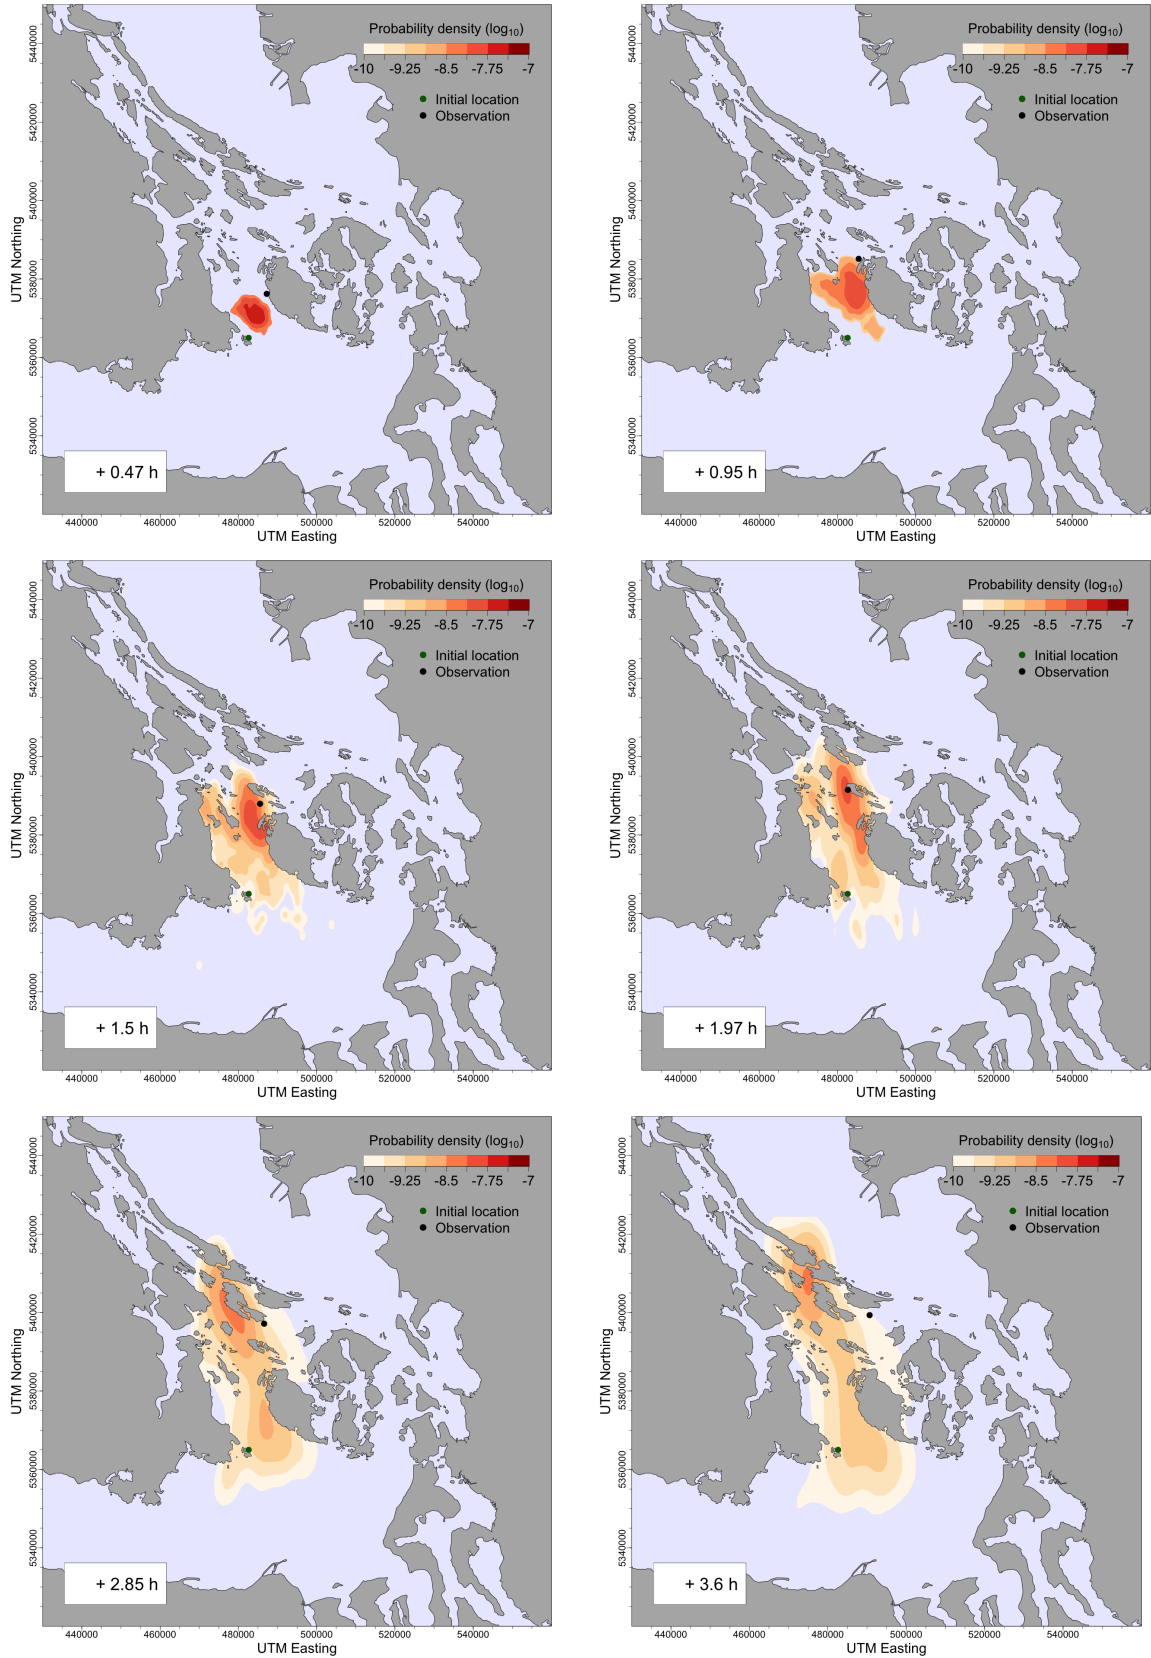 Probability density (log10)
-10 -9.25 -8.5 -7.75 -7
Initial location
Observation
UTM Northing
5440000
5420000
5400000
5380000
5360000
5340000
+ 0.47 h
440000 460000 480000 500000 520000 540000
UTM Easting
Probability density (log10)
-10 -9.25 -8.5 -7.75 -7
Initial location
Observation
UTM Northing
5440000
5420000
5400000
5380000
5360000
5340000
+ 0.95 h
440000 460000 480000 500000 520000 540000
UTM Easting
Probability density (log10)
-10 -9.25 -8.5 -7.75 -7
Initial location
Observation
UTM Northing
5440000
5420000
5400000
5380000
5360000
5340000
+ 1.5 h
440000 460000 480000 500000 520000 540000
UTM Easting
Probability density (log10)
-10 -9.25 -8.5 -7.75 -7
Initial location
Observation
UTM Northing
5440000
5420000
5400000
5380000
5360000
5340000
+ 1.97 h
440000 460000 480000 500000 520000 540000
UTM Easting
Probability density (log10)
-10 -9.25 -8.5 -7.75 -7
Initial location
Observation
UTM Northing
5440000
5420000
5400000
5380000
5360000
5340000
+ 2.85 h
440000 460000 480000 500000 520000 540000
UTM Easting
Probability density (log10)
-10 -9.25 -8.5 -7.75 -7
Initial location
Observation
UTM Northing
5440000
5420000
5400000
5380000
5360000
5340000
+ 3.6 h
440000 460000 480000 500000 520000 540000
UTM Easting